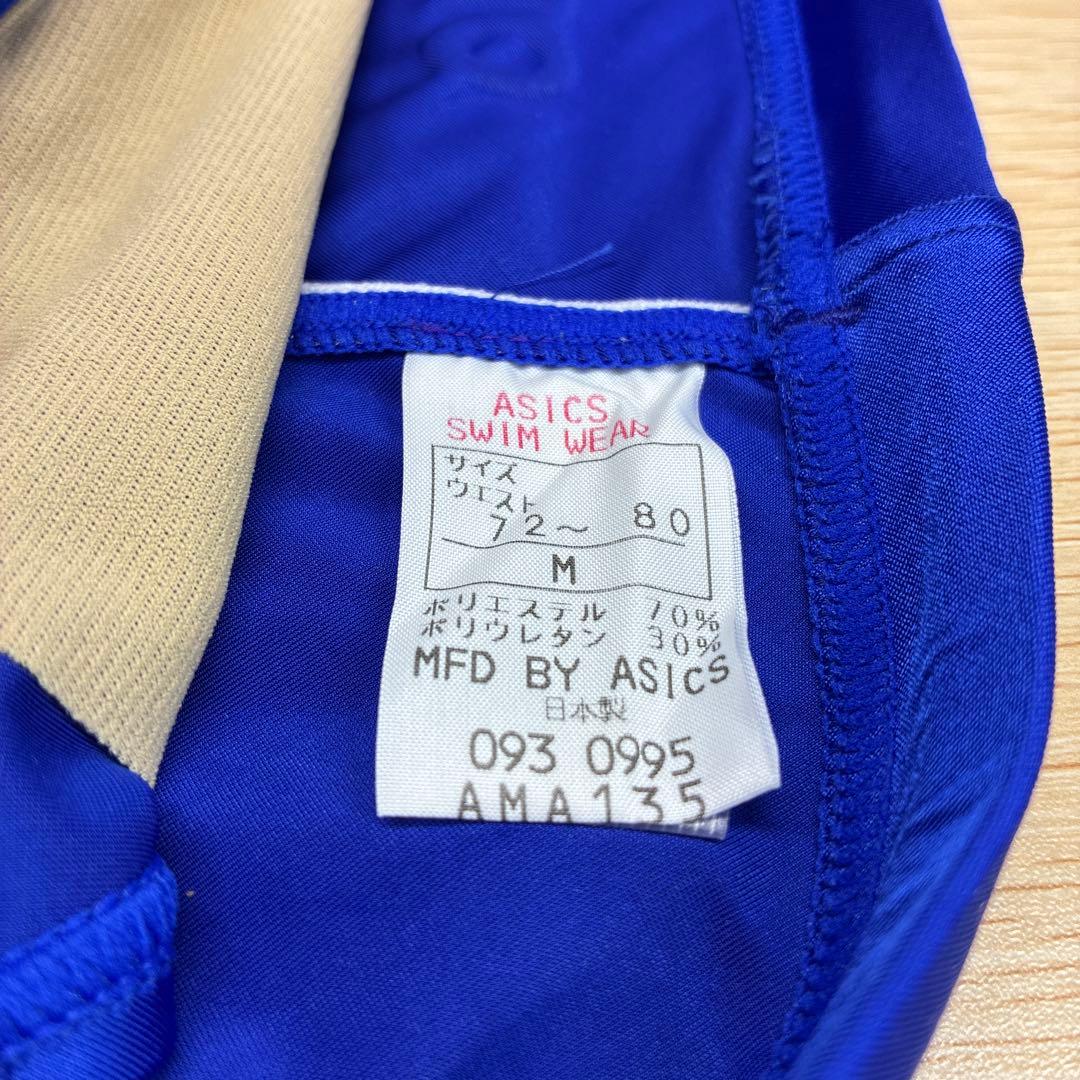 ASICS
SWIM WEAR
サイズ
ウエスト
72～ 80
M
ポリエステル 70%
ポリウレタン 30%
MFD BY ASICS
日本製
093 0995
AMA135